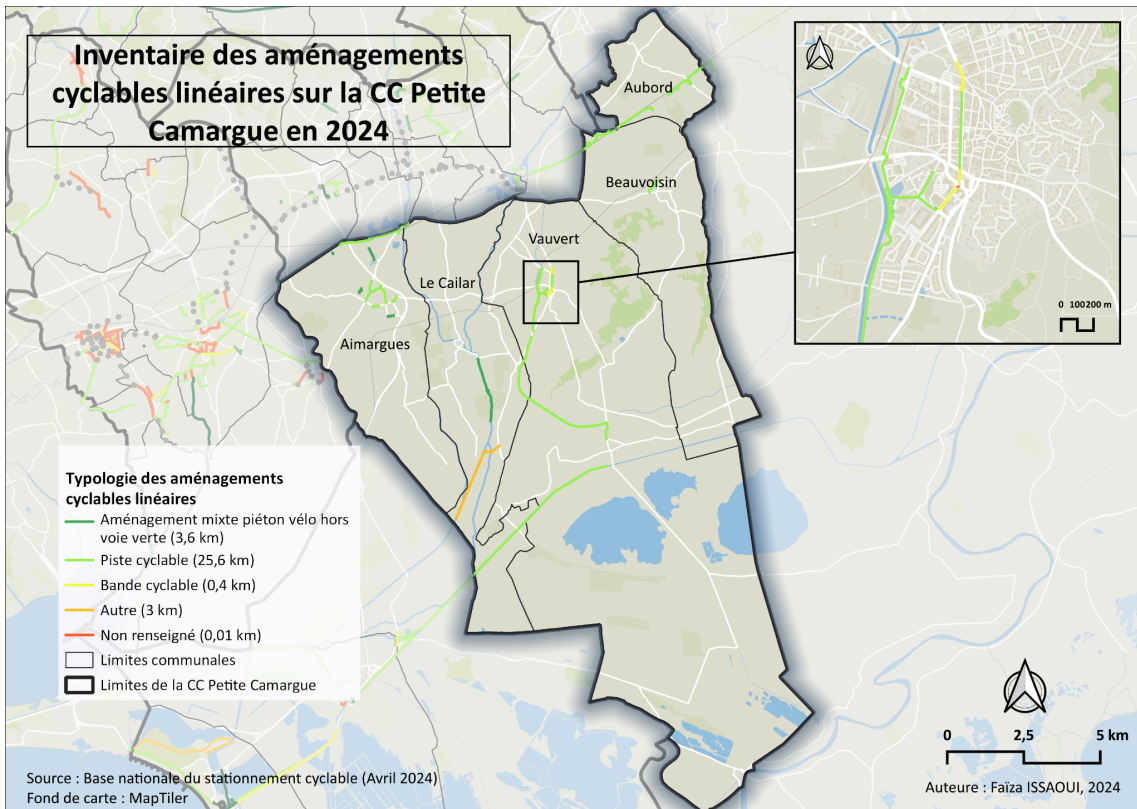 Inventaire des aménagements
cyclables linéaires sur la CC Petite
Camargue en 2024
Aubord
Beauvoisin
Vauvert
Le Cailar
Aimargues
0 100200 m
Typologie des aménagements
cyclables linéaires
Aménagement mixte piéton vélo hors
voie verte (3,6 km)
Piste cyclable (25,6 km)
Bande cyclable (0,4 km)
Autre (3 km)
Non renseigné (0,01 km)
Limites communales
Limites de la CC Petite Camargue
0 2,5 5 km
Source : Base nationale du stationnement cyclable (Avril 2024)
Fond de carte : MapTiler
Auteure : Faïza ISSAOUI, 2024